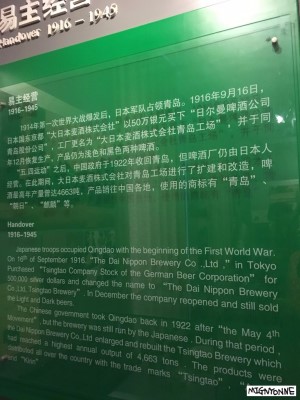 易主经营
Handover 1916 - 1945
易主经营
1916-1945
1914年第一次世界大战爆发后，日本军队占领青岛。1916年9月16日，
日本国东京都“大日本麦酒株式会社”以50万银元买下“日尔曼啤酒公司
青岛股份公司”，工厂更名为“大日本麦酒株式会社青岛工场”，并于同
年12月恢复生产。产品仍为浅色和黑色两种啤酒。
“五.四运动”之后，中国政府于1922年收回青岛，但啤酒厂仍由日本人
经营。在此期间，大日本麦酒株式会社对青岛工场进行了扩建和改造，啤
酒最高年产量曾达4663吨。产品销往中国各地，使用的商标有“青岛”、
“麒麟”等。
Handover
1916-1945
Japanese troops occupied Qingdao with the beginning of the First World War.
On 16th of September 1916, "The Dai Nippon Brewery Co .,Ltd ." in Tokyo
Purchased "Tsingtao Company Stock of the German Beer Corporation" for
500,000 silver dollars and changed the name to "The Dai Nippon Brewery
Co.,Ltd. Tsingtao Brewery" . In December the company reopened and still sold
the Light and Dark beers.
The Chinese government took Qingdao back in 1922 after "the May 4th
Movement", but the brewery was still run by the Japanese . During that period ,
the Dai Nippon Brewery Co.,Ltd enlarged and rebuilt the Tsingtao Brewery which
had reached a highest annual output of 4,663 tong . The products were
distributed all over the country with the trade marks "Tsingtao" ,
and "Kilin"
MIGNYONNE